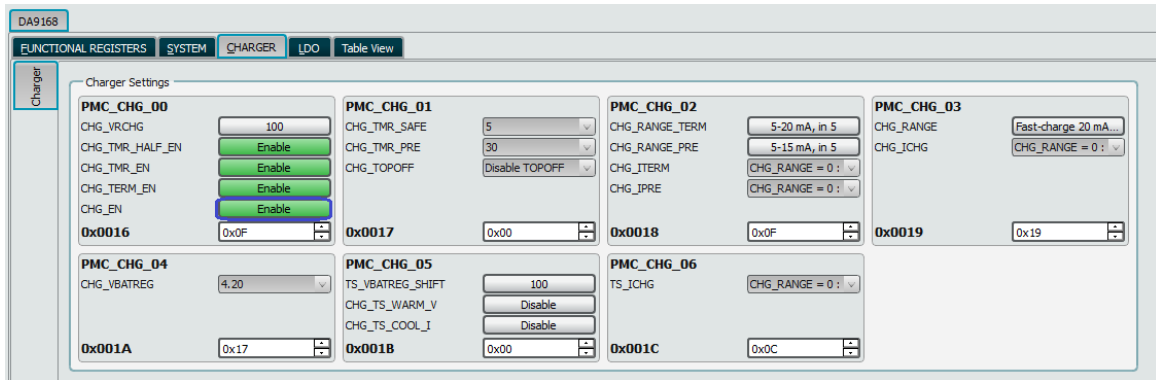 DA9168
FUNCTIONAL REGISTERS SYSTEM CHARGER LDO Table View
Charger
Charger Settings
PMC_CHG_00
CHG_VRCHG 100
CHG_TMR_HALF_EN Enable
CHG_TMR_EN Enable
CHG_TERM_EN Enable
CHG_EN Enable
0x0016 0x0F
PMC_CHG_01
CHG_TMR_SAFE 5
CHG_TMR_PRE 30
CHG_TOPOFF Disable TOPOFF
0x0017 0x00
PMC_CHG_02
CHG_RANGE_TERM 5-20 mA, in 5
CHG_RANGE_PRE 5-15 mA, in 5
CHG_ITERM CHG_RANGE = 0 :
CHG_IPRE CHG_RANGE = 0 :
0x0018 0x0F
PMC_CHG_03
CHG_RANGE Fast-charge 20 mA...
CHG_ICHG CHG_RANGE = 0 :
0x0019 0x19
PMC_CHG_04
CHG_VBATREG 4.20
0x001A 0x17
PMC_CHG_05
TS_VBATREG_SHIFT 100
CHG_TS_WARM_V Disable
CHG_TS_COOL_I Disable
0x001B 0x00
PMC_CHG_06
TS_ICHG CHG_RANGE = 0 :
0x001C 0x0C